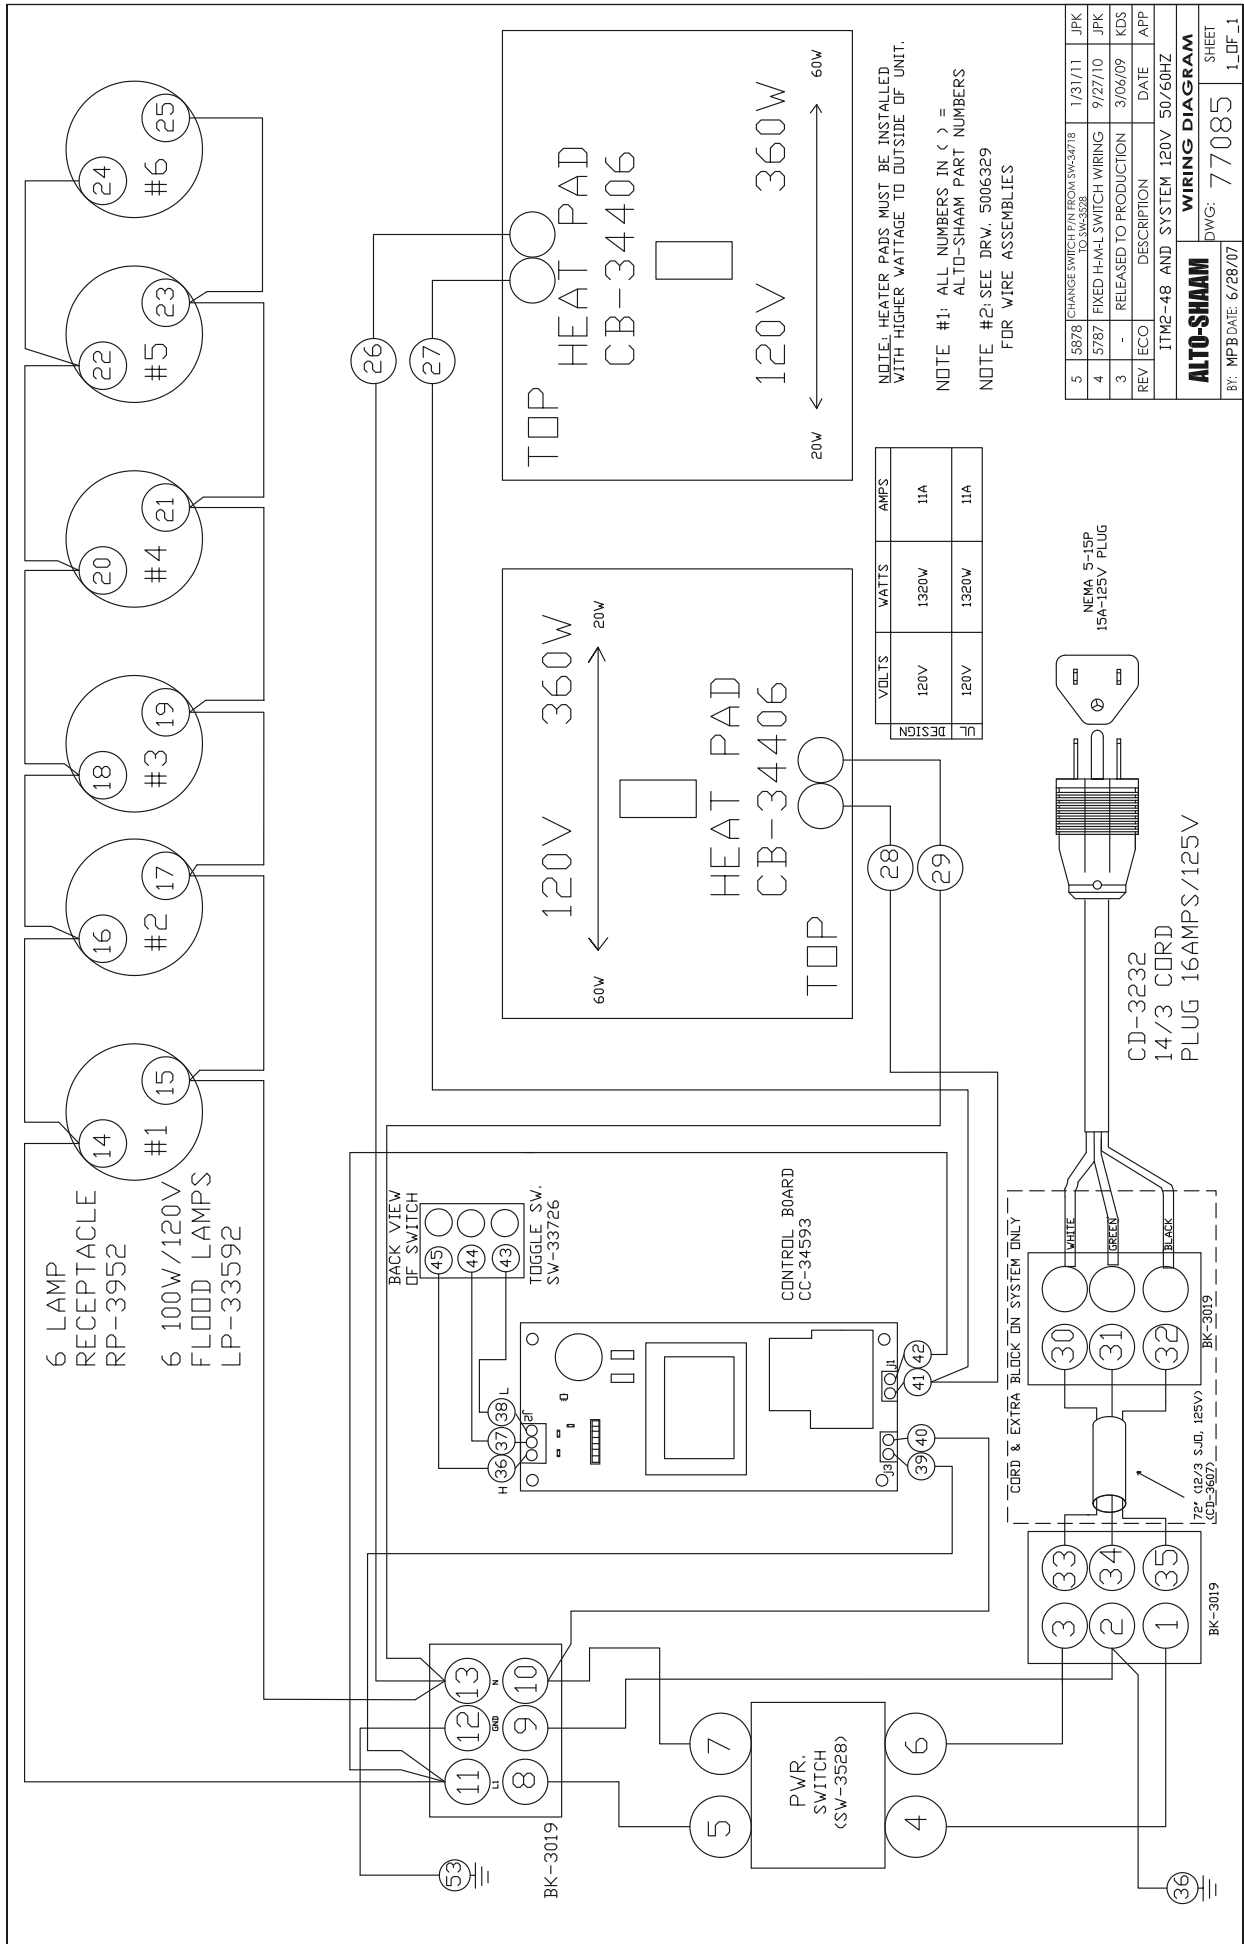 6 LAMP
RECEPTACLE
RP-3952
6 100W/120V
FLOOD LAMPS
LP-33592
14
15
#1
16
17
#2
18
19
#3
20
21
#4
22
23
#5
24
25
#6
26
27
53
BK-3019
11
12
13
L1
GND
N
8
9
10
BACK VIEW
OF SWITCH
45
44
43
TOGGLE SW.
SW-33726
H
36
37
38
L
j2
CONTROL BOARD
CC-34593
J3
j1
39
40
41
42
120V 360W
60W
20W
HEAT PAD
CB-34406
TOP
28
29
TOP
HEAT PAD
CB-34406
120V 360W
20W
60W
5
7
PWR.
SWITCH
(SW-3528)
4
6
36
3
33
2
34
1
35
BK-3019
CORD & EXTRA BLOCK ON SYSTEM ONLY
72" (12/3 SJO, 125V)
(CD-3607)
30
31
32
BK-3019
WHITE
GREEN
BLACK
CD-3232
14/3 CORD
PLUG 16AMPS/125V
NEMA 5-15P
15A-125V PLUG
VOLTS WATTS AMPS
DESIGN 120V 1320W 11A
UL 120V 1320W 11A
NOTE: HEATER PADS MUST BE INSTALLED
WITH HIGHER WATTAGE TO OUTSIDE OF UNIT.
NOTE #1: ALL NUMBERS IN ( ) =
ALTO-SHAAM PART NUMBERS
NOTE #2: SEE DRW. 5006329
FOR WIRE ASSEMBLIES
5 5878 CHANGE SWITCH P/N FROM SW-34718 1/31/11 JPK
TO SW-3528
4 5787 FIXED H-M-L SWITCH WIRING 9/27/10 JPK
3 - RELEASED TO PRODUCTION 3/06/09 KDS
REV ECO DESCRIPTION DATE APP
ITM2-48 AND SYSTEM 120V 50/60HZ
ALTO-SHAAM
WIRING DIAGRAM
BY: MPB DATE: 6/28/07
DWG: 77085
SHEET
1_OF_1